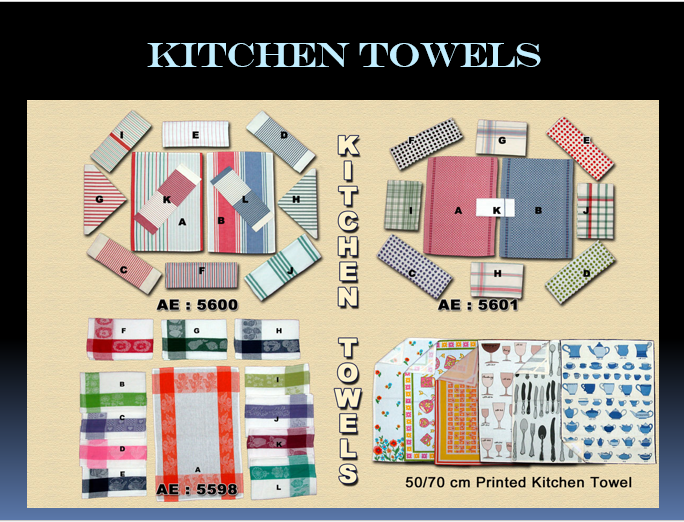 KITCHEN TOWELS
I
E
D
G
K
A
B
L
H
C
F
J
AE : 5600
KITCHEN TOWELS
F
G
E
I
A
K
B
J
C
H
D
AE : 5601
F
G
H
B
C
D
E
A
I
J
K
L
AE : 5598
50/70 cm Printed Kitchen Towel